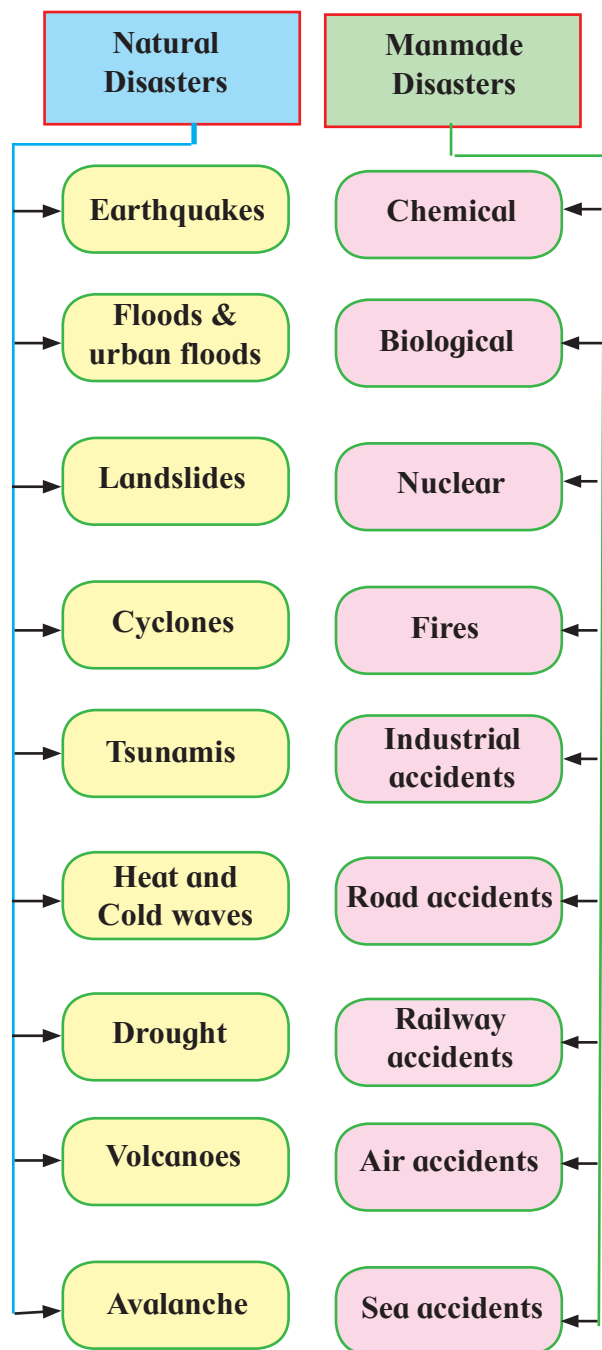 Natural
Disasters
Earthquakes
Floods &
urban floods
Landslides
Cyclones
Tsunamis
Heat and
Cold waves
Drought
Volcanoes
Avalanche
Manmade
Disasters
Chemical
Biological
Nuclear
Fires
Industrial
accidents
Road accidents
Railway
accidents
Air accidents
Sea accidents